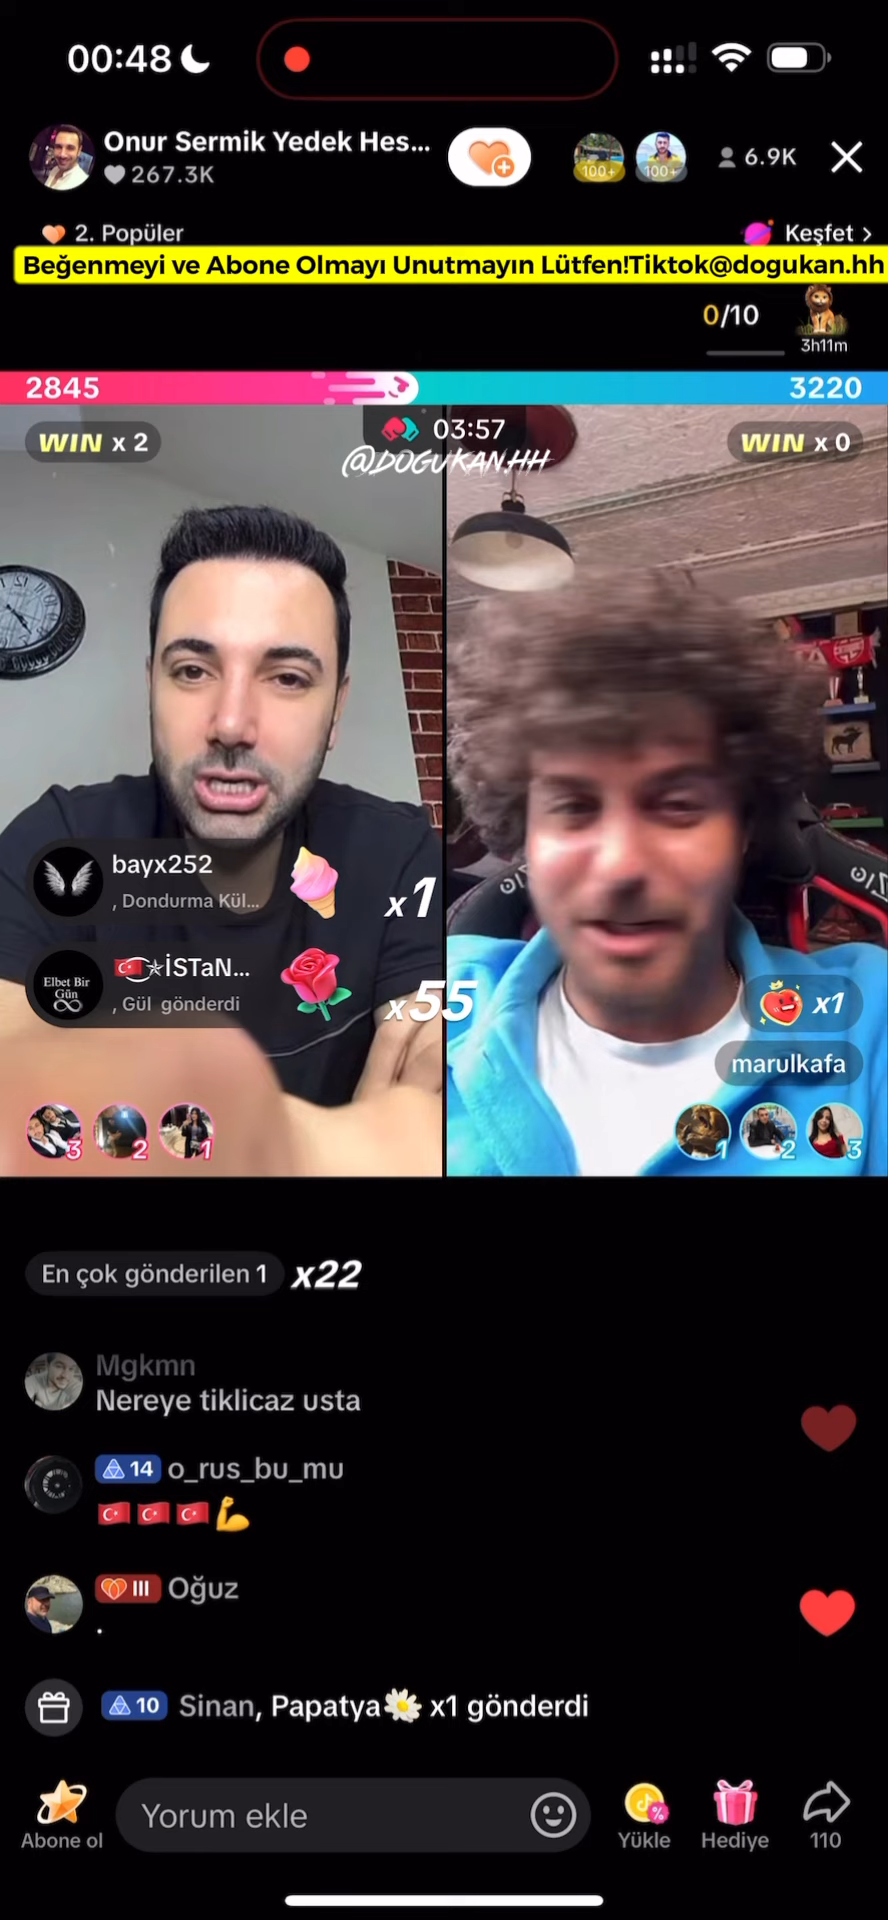 00:48
Onur Sermik Yedek Hes...
267.3K
100+
100+
6.9K
2. Popüler
Keşfet >
Beğenmeyi ve Abone Olmayı Unutmayın Lütfen!Tiktok@dogukan.hh
0/10
3h11m
2845
3220
WIN x 2
03:57
WIN x 0
@DOGUKAN.HH
bayx252
, Dondurma Kül...
x1
Elbet Bir
Gün
İSTaN...
, Gül gönderdi
x55
x1
marulkafa
3
2
1
1
2
3
En çok gönderilen 1
x22
Mgkmn
Nereye tiklicaz usta
14 o_rus_bu_mu
🇹🇷🇹🇷🇹🇷💪
III Oğuz
.
10 Sinan, Papatya🌼 x1 gönderdi
Abone ol
Yorum ekle
Yükle
Hediye
110